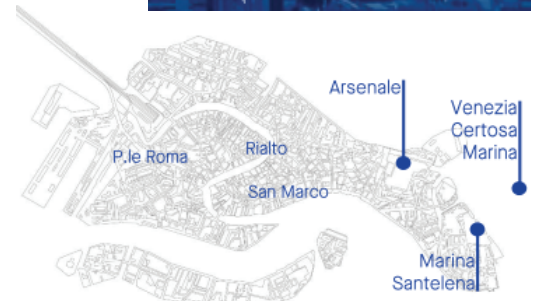 Arsenale
Venezia
Certosa
Marina
P.le Roma
Rialto
San Marco
Marina
Santelena